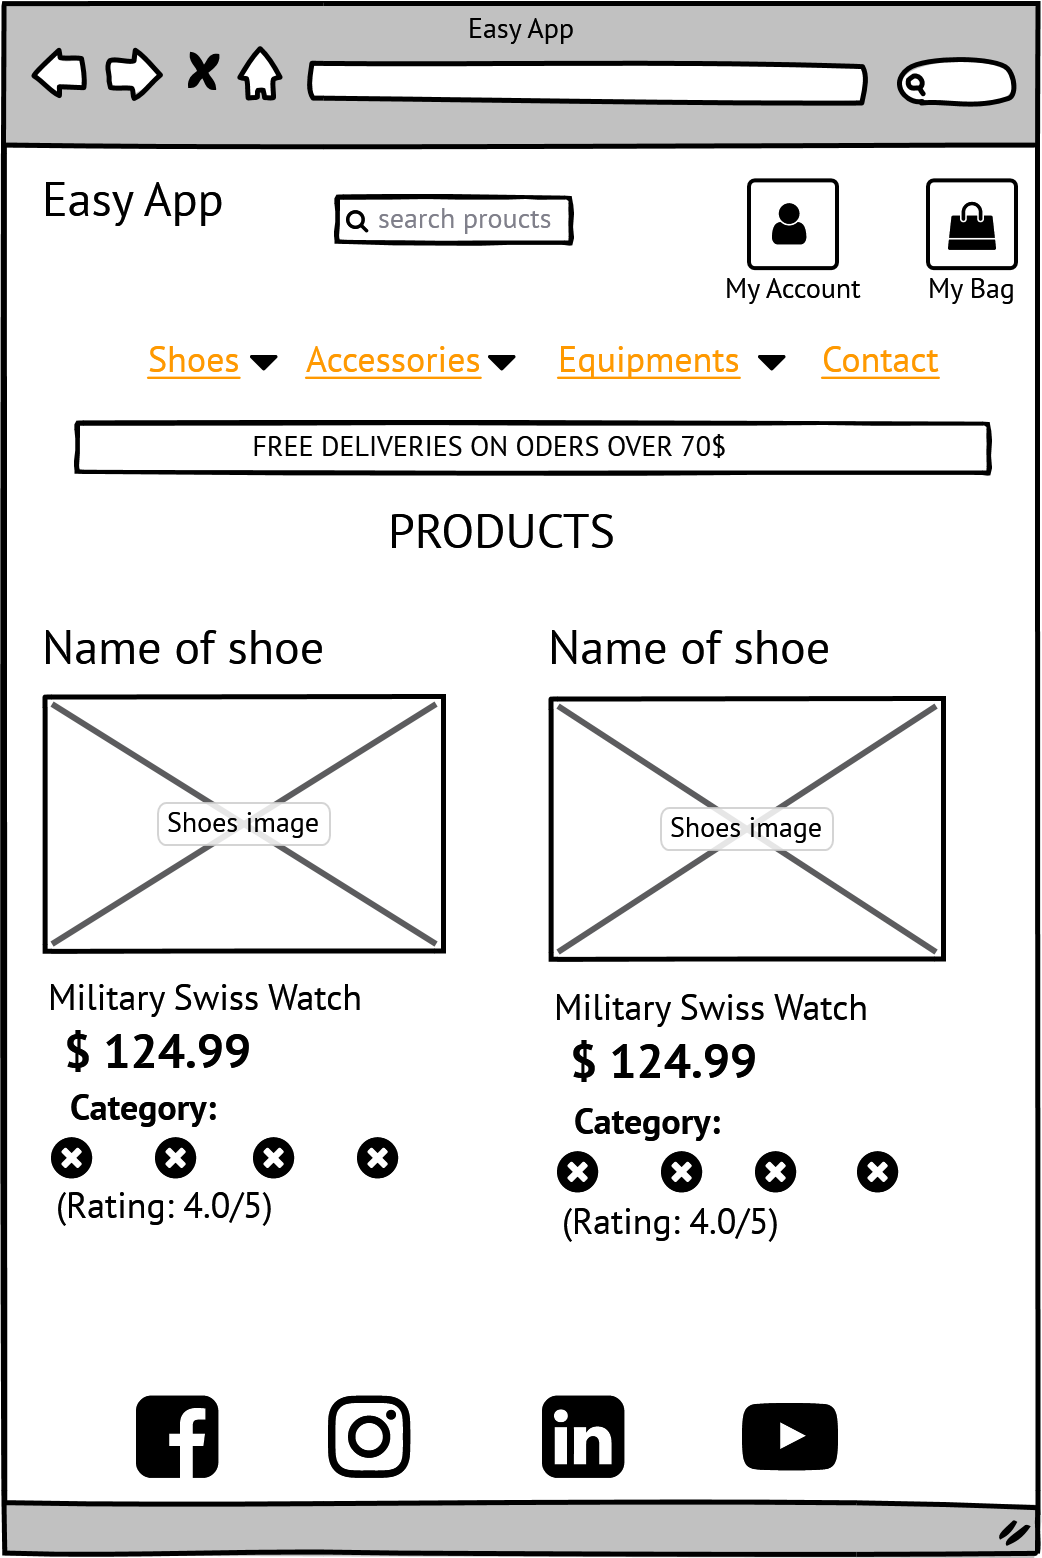 Easy App
Easy App
search proucts
My Account
My Bag
Shoes
Accessories
Equipments
Contact
FREE DELIVERIES ON ODERS OVER 70$
PRODUCTS
Name of shoe
Name of shoe
Shoes image
Shoes image
Military Swiss Watch
$ 124.99
Category:
(Rating: 4.0/5)
Military Swiss Watch
$ 124.99
Category:
(Rating: 4.0/5)